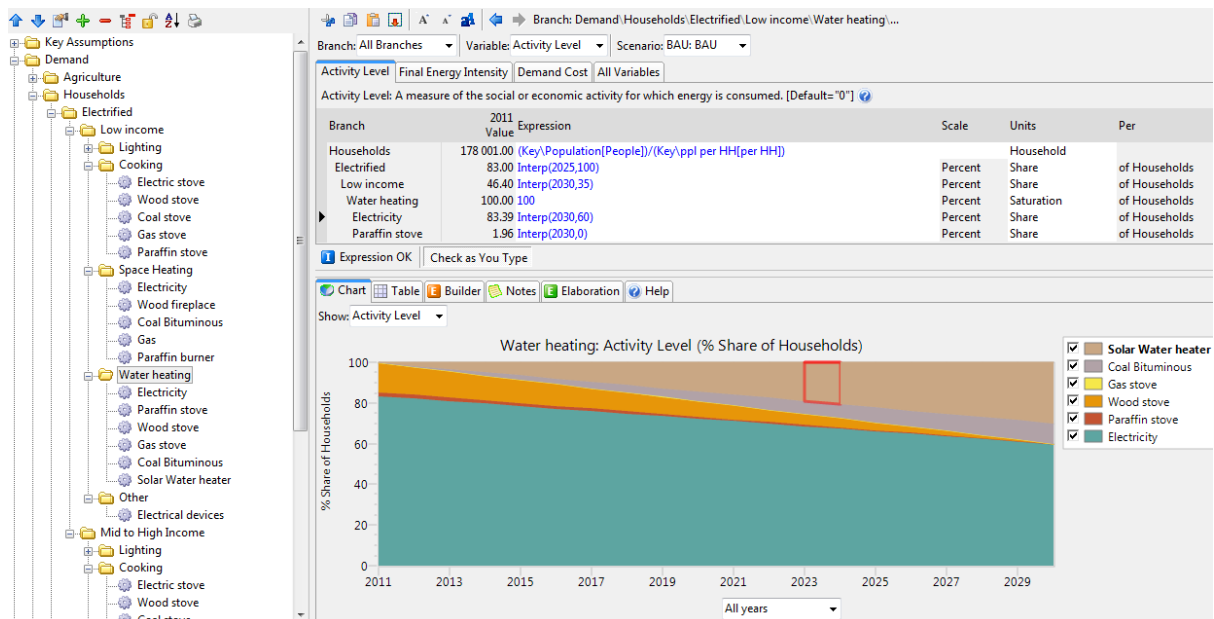 Key Assumptions
Demand
Agriculture
Households
Electrified
Low income
Lighting
Cooking
Electric stove
Wood stove
Coal stove
Gas stove
Paraffin stove
Space Heating
Electricity
Wood fireplace
Coal Bituminous
Gas
Paraffin burner
Water heating
Electricity
Paraffin stove
Wood stove
Gas stove
Coal Bituminous
Solar Water heater
Other
Electrical devices
Mid to High Income
Lighting
Cooking
Electric stove
Wood stove
Branch: Demand\Households\Electrified\Low income\Water heating\...
Branch: All Branches Variable: Activity Level Scenario: BAU: BAU
Activity Level Final Energy Intensity Demand Cost All Variables
Activity Level: A measure of the social or economic activity for which energy is consumed. [Default="0"]
Branch 2011 Value Expression Scale Units Per
Households 178 001.00 (Key\Population[People])/(Key\ppl per HH[per HH]) Household
Electrified 83.00 Interp(2025,100) Percent Share of Households
Low income 46.40 Interp(2030,35) Percent Share of Households
Water heating 100.00 100 Percent Saturation of Households
Electricity 83.39 Interp(2030,60) Percent Share of Households
Paraffin stove 1.96 Interp(2030,0) Percent Share of Households
Expression OK Check as You Type
Chart Table Builder Notes Elaboration Help
Show: Activity Level
Water heating: Activity Level (% Share of Households)
% Share of Households
100
80
60
40
20
0
2011 2013 2015 2017 2019 2021 2023 2025 2027 2029
Solar Water heater
Coal Bituminous
Gas stove
Wood stove
Paraffin stove
Electricity
All years